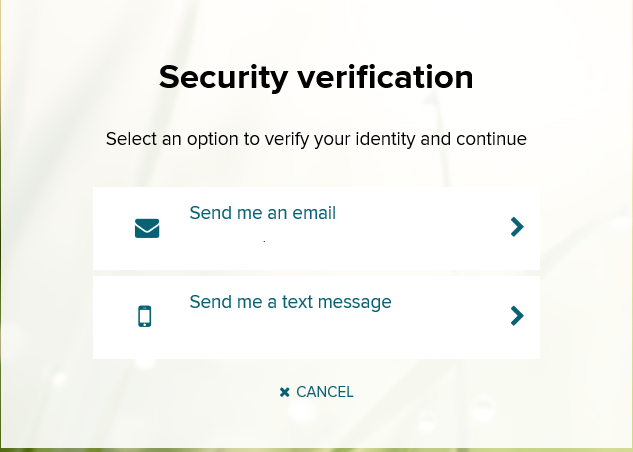 Security verification
Select an option to verify your identity and continue
Send me an email
Send me a text message
CANCEL